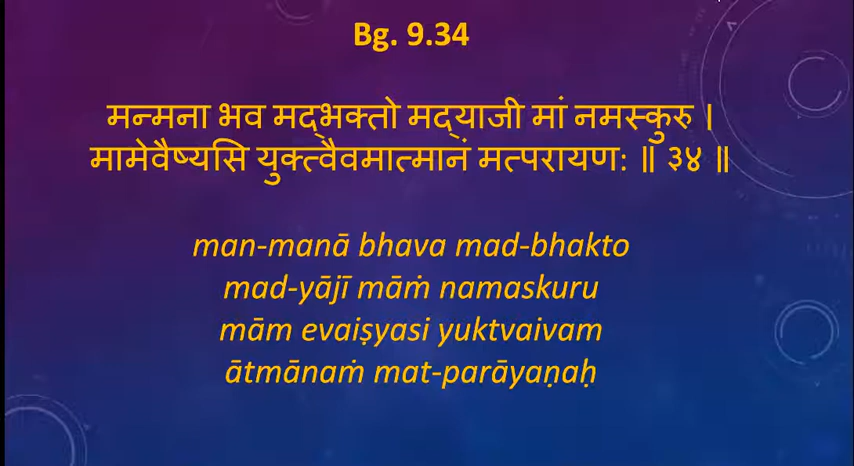 Bg. 9.34
मन्मना भव मद्‌भक्तो मद्‌याजी मां नमस्कुरु ।
मामेवैष्यसि युक्त्वैवमात्मानं मत्परायणः ॥ ३४ ॥
man-manā bhava mad-bhakto
mad-yājī māṁ namaskuru
mām evaiṣyasi yuktvaivam
ātmānaṁ mat-parāyaṇaḥ